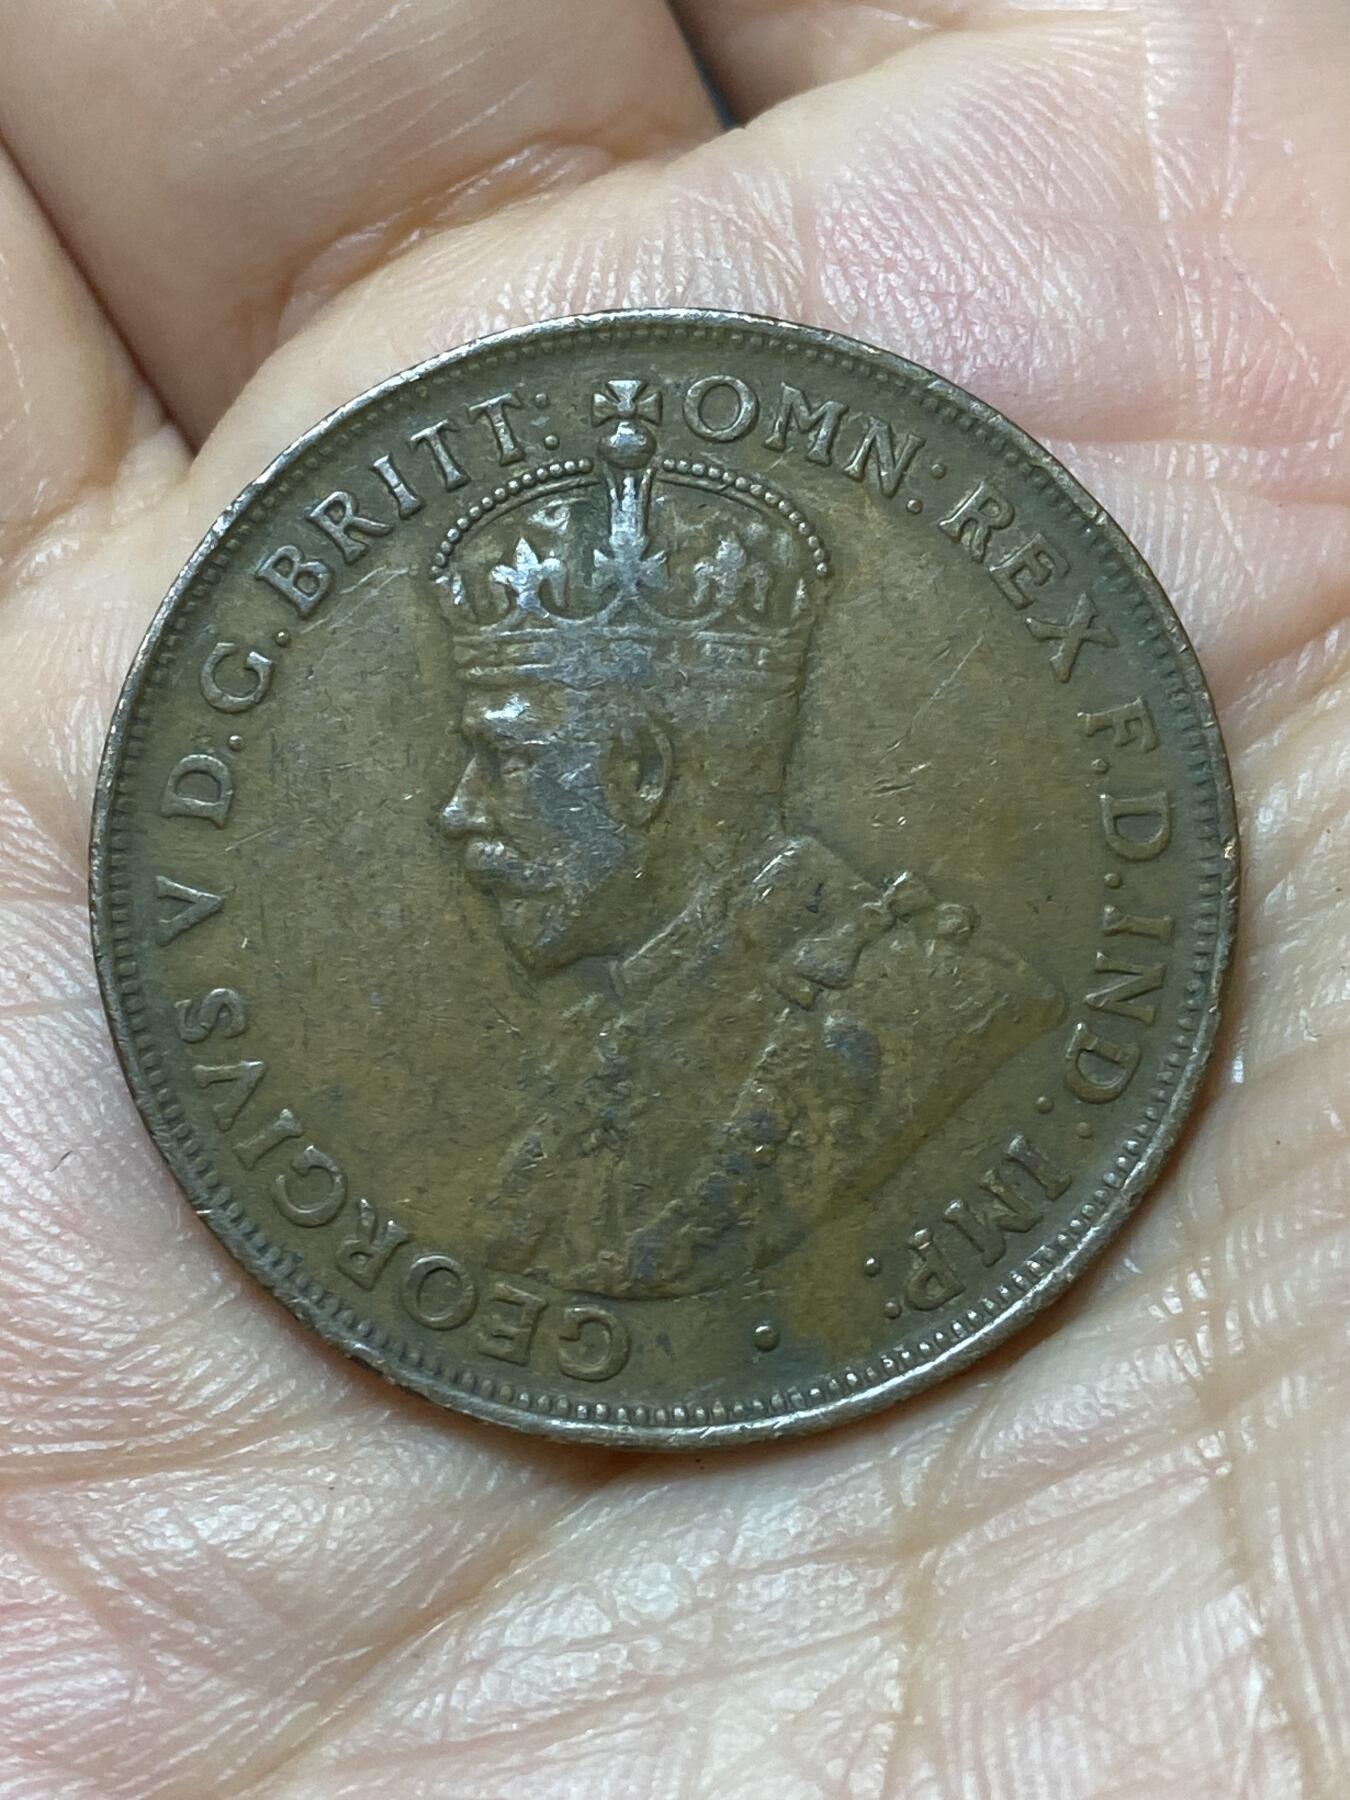 GEORGIVS V D.G.BRITT: OMN: REX F.D.IND: IMP: